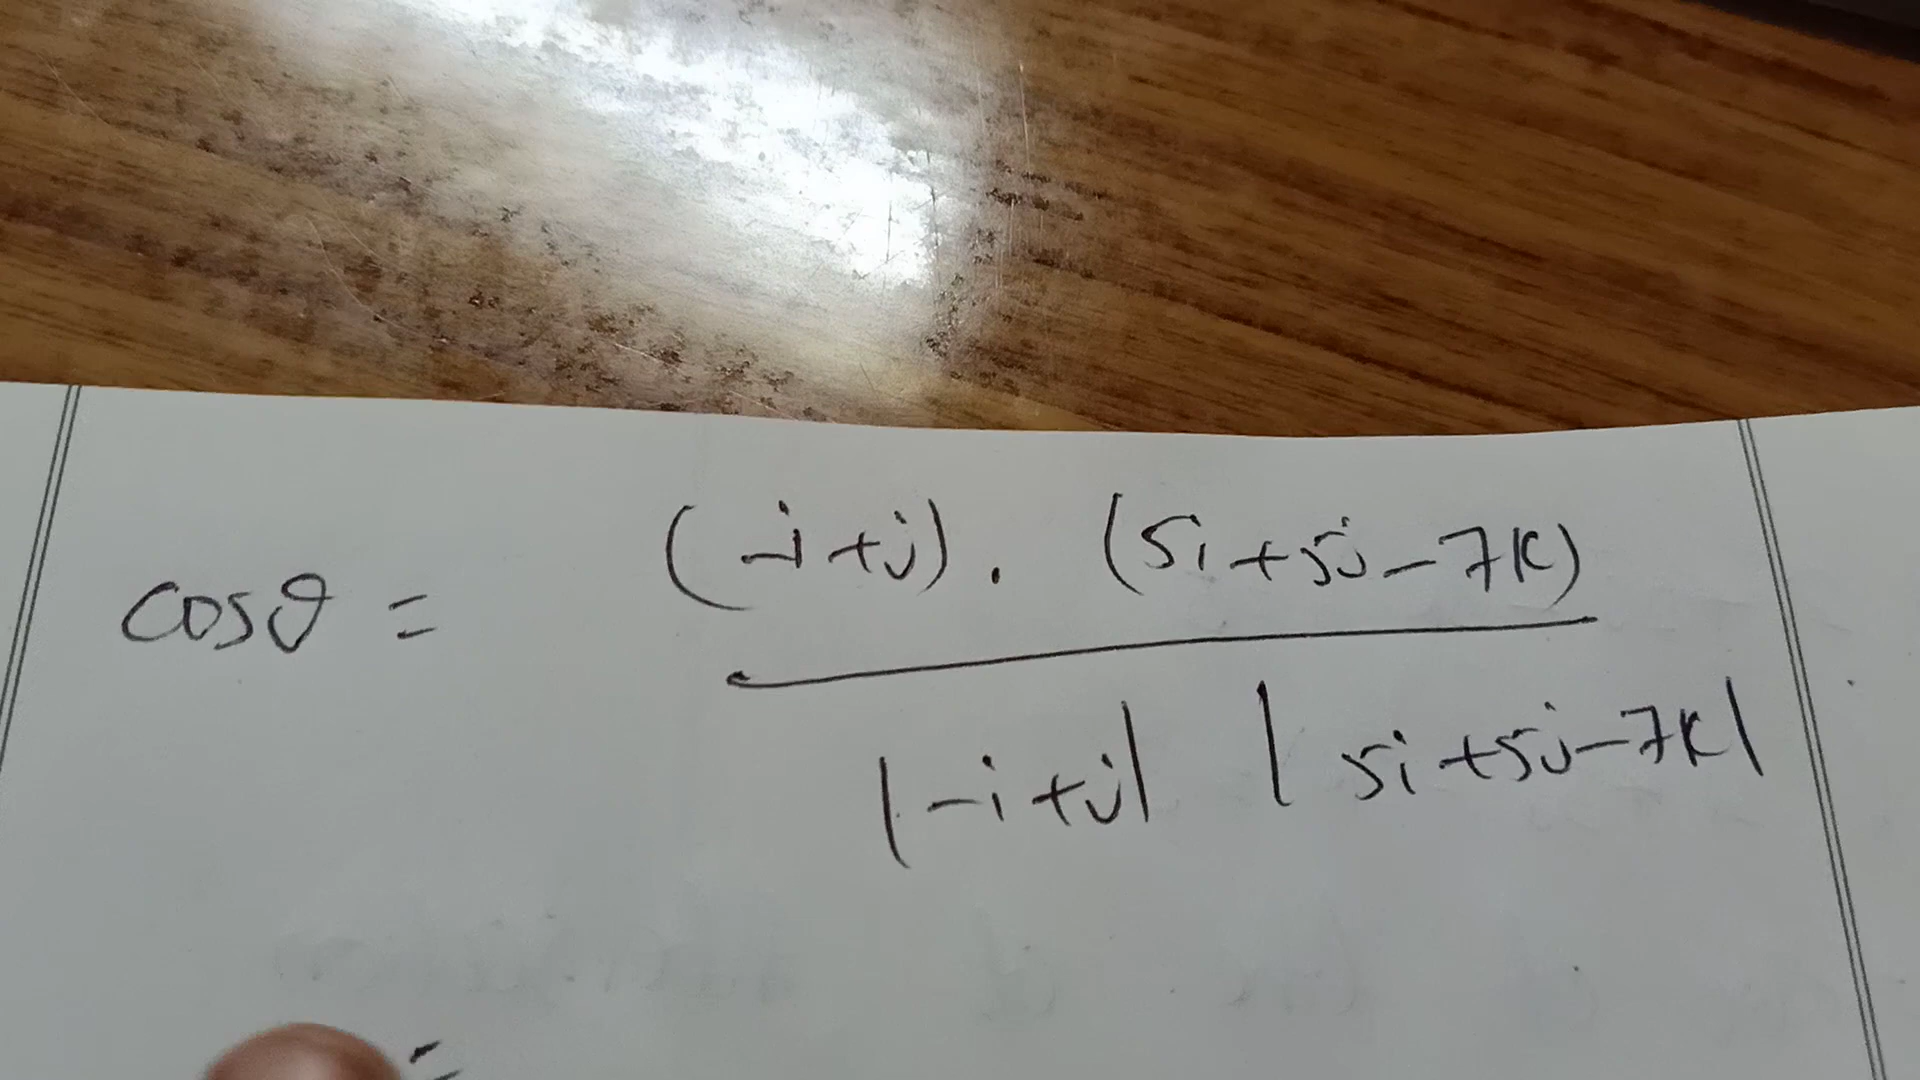 cosθ = (-i+j) . (5i+5j-7k)
|-i+j| |5i+5j-7k|
=